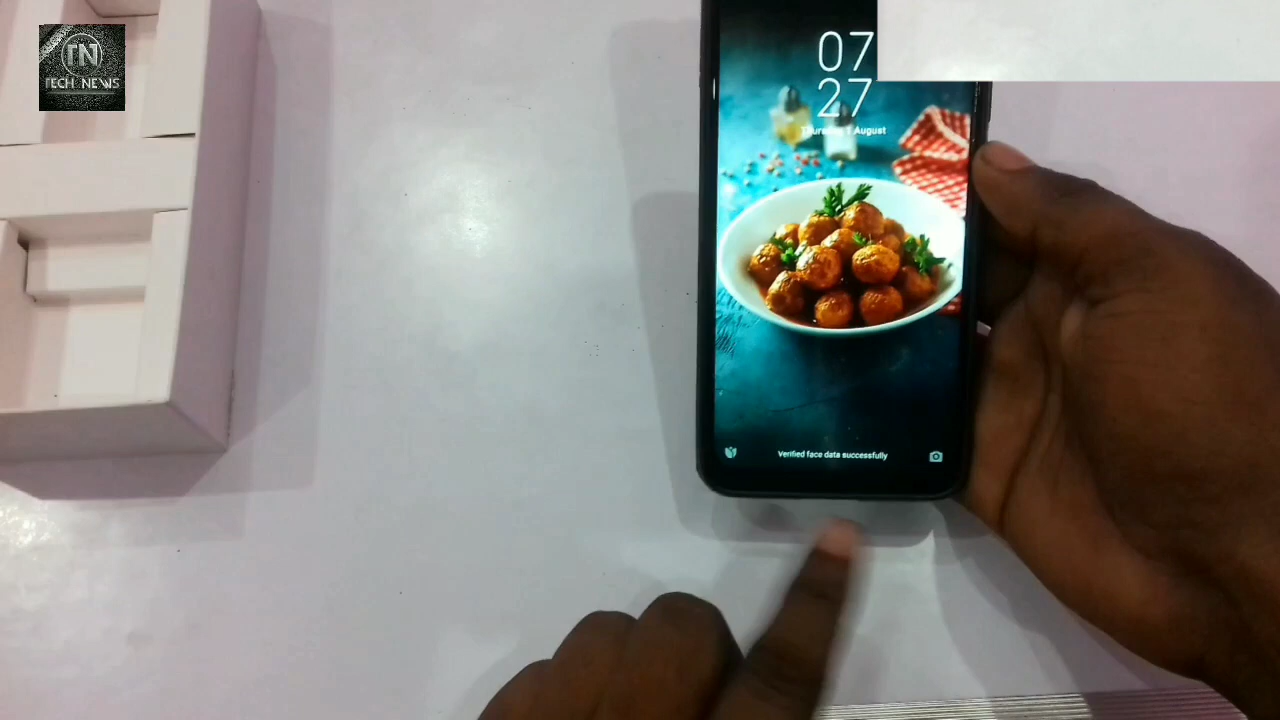 TN
TECH NEWS
07
27
Thursday 1 August
Verified face data successfully